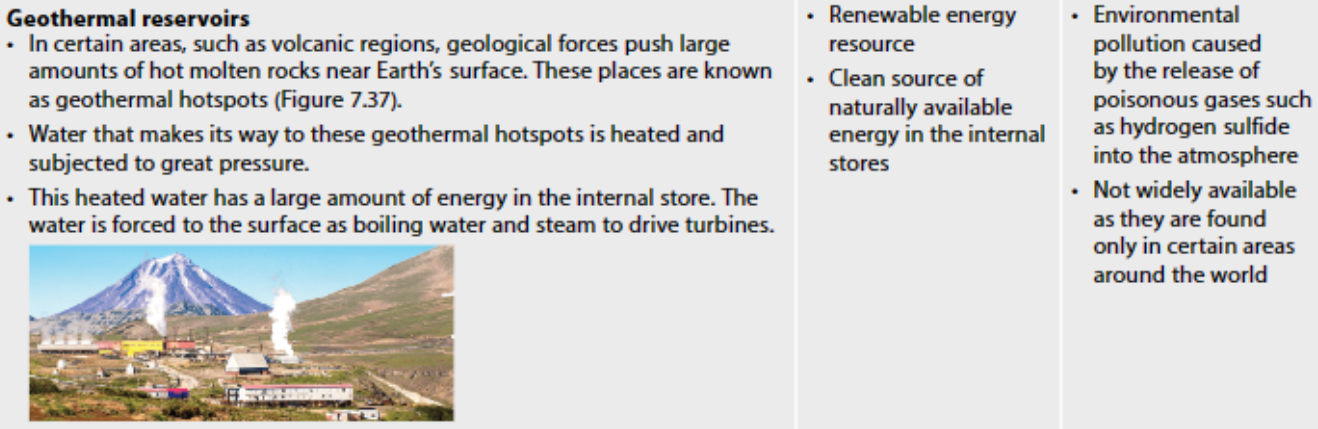 Geothermal reservoirs
• In certain areas, such as volcanic regions, geological forces push large
amounts of hot molten rocks near Earth's surface. These places are known
as geothermal hotspots (Figure 7.37).
• Water that makes its way to these geothermal hotspots is heated and
subjected to great pressure.
• This heated water has a large amount of energy in the internal store. The
water is forced to the surface as boiling water and steam to drive turbines.
• Renewable energy
resource
• Clean source of
naturally available
energy in the internal
stores
• Environmental
pollution caused
by the release of
poisonous gases such
as hydrogen sulfide
into the atmosphere
• Not widely available
as they are found
only in certain areas
around the world